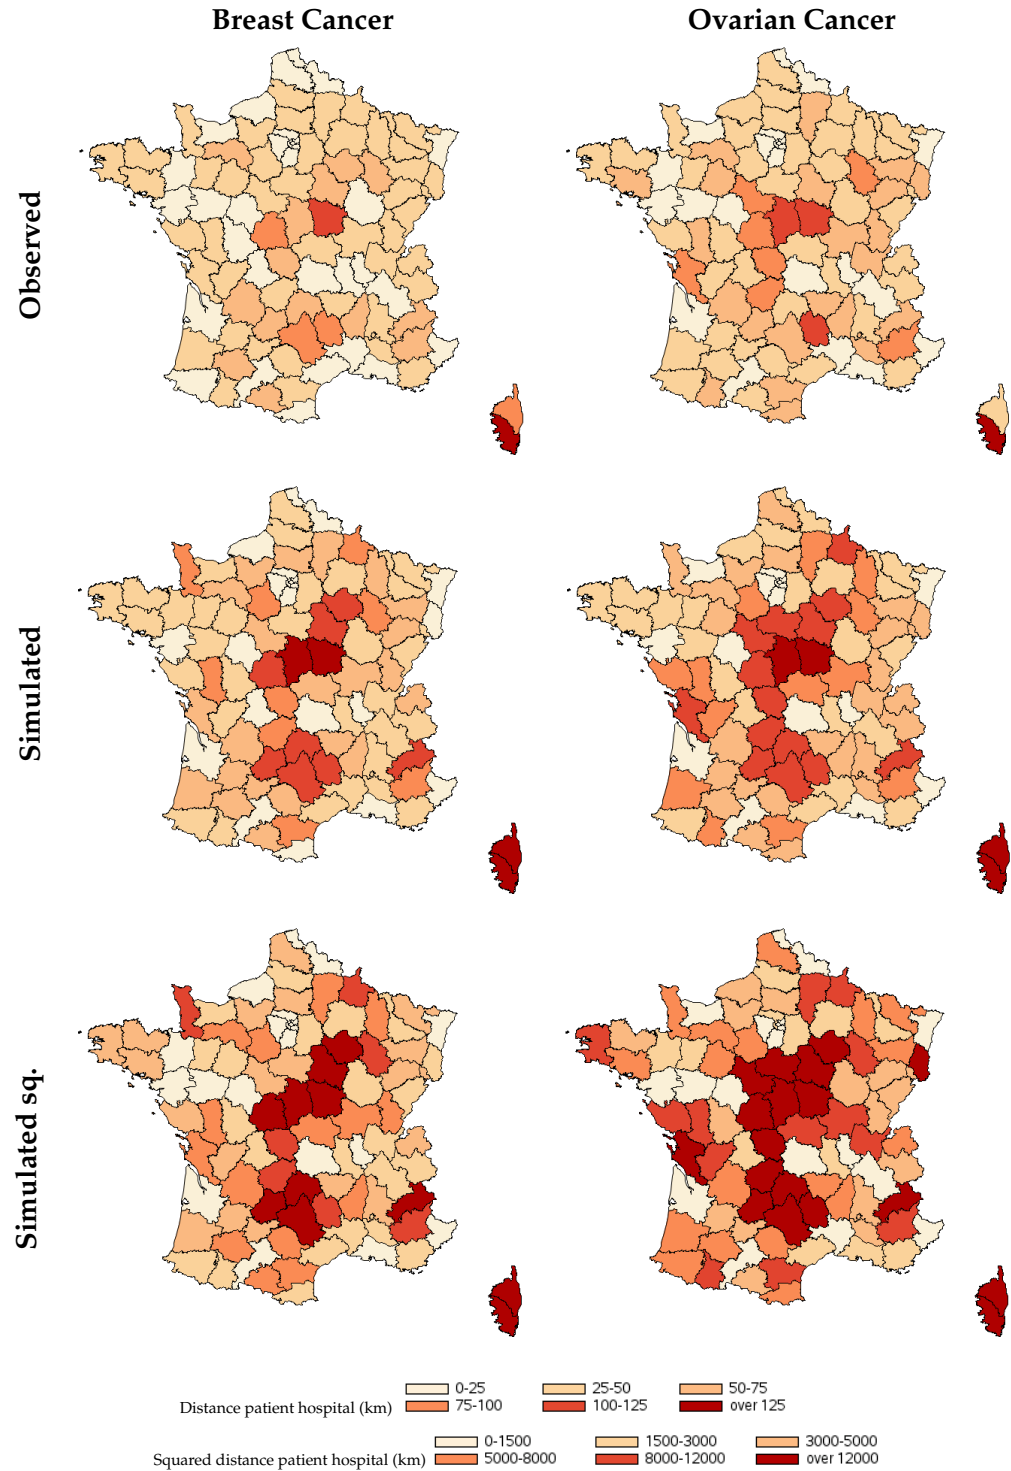 Breast Cancer Ovarian Cancer
Observed
Simulated
Simulated sq.
Distance patient hospital (km) 0-25 25-50 50-75
75-100 100-125 over 125
Squared distance patient hospital (km) 0-1500 1500-3000 3000-5000
5000-8000 8000-12000 over 12000